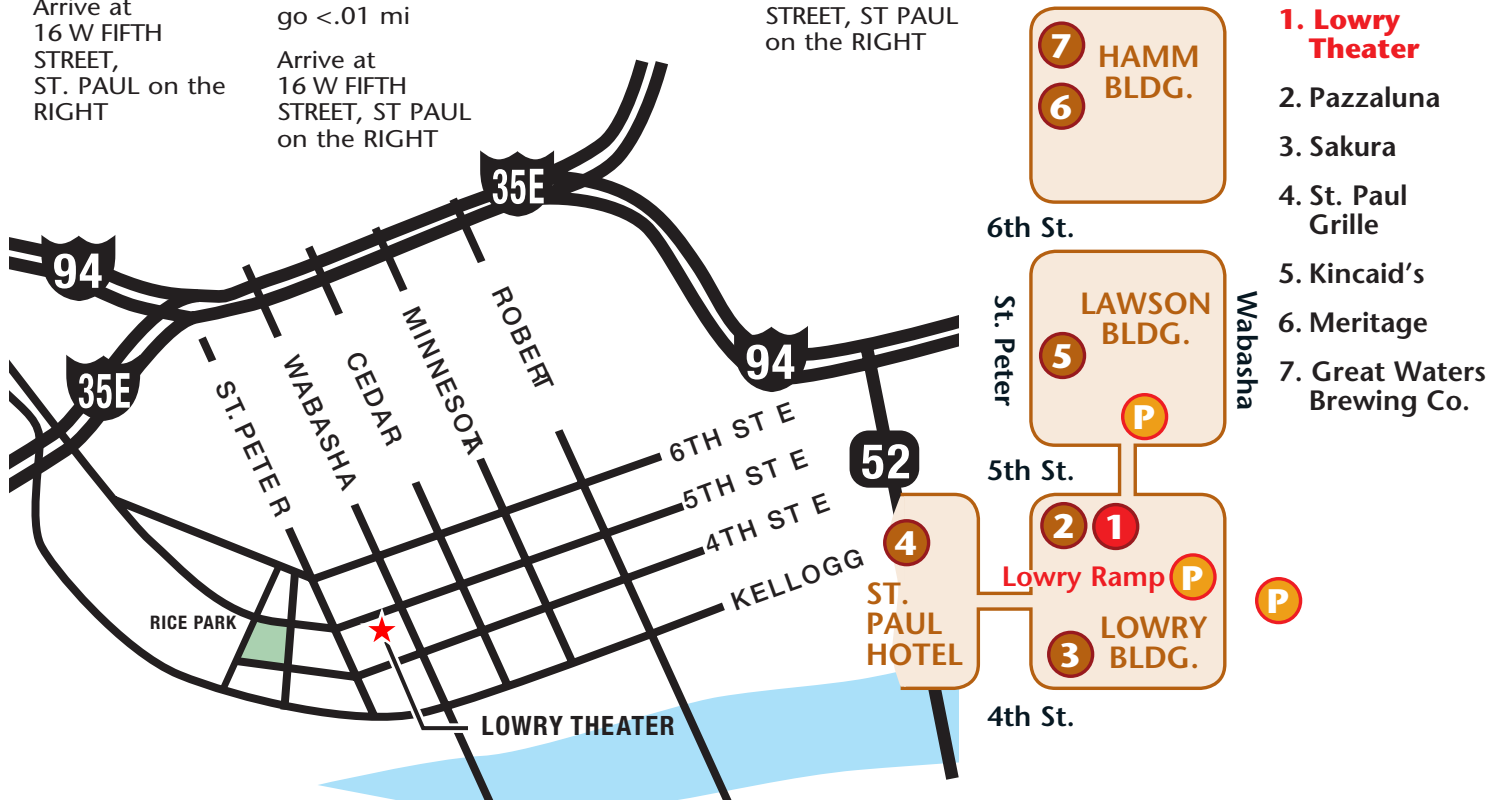 Arrive at
16 W FIFTH
STREET,
ST. PAUL on the
RIGHT
go <.01 mi
Arrive at
16 W FIFTH
STREET, ST PAUL
on the RIGHT
STREET, ST PAUL
on the RIGHT
35E
94
35E
94
52
ST. PETER
WABASHA
CEDAR
MINNESOTA
ROBERT
6TH ST E
5TH ST E
4TH ST E
KELLOGG
RICE PARK
LOWRY THEATER
7
HAMM
BLDG.
6
6th St.
St. Peter
LAWSON
BLDG.
Wabasha
5
P
5th St.
4
ST.
PAUL
HOTEL
2
1
Lowry Ramp
P
P
3
LOWRY
BLDG.
4th St.
1. Lowry
Theater
2. Pazzaluna
3. Sakura
4. St. Paul
Grille
5. Kincaid's
6. Meritage
7. Great Waters
Brewing Co.